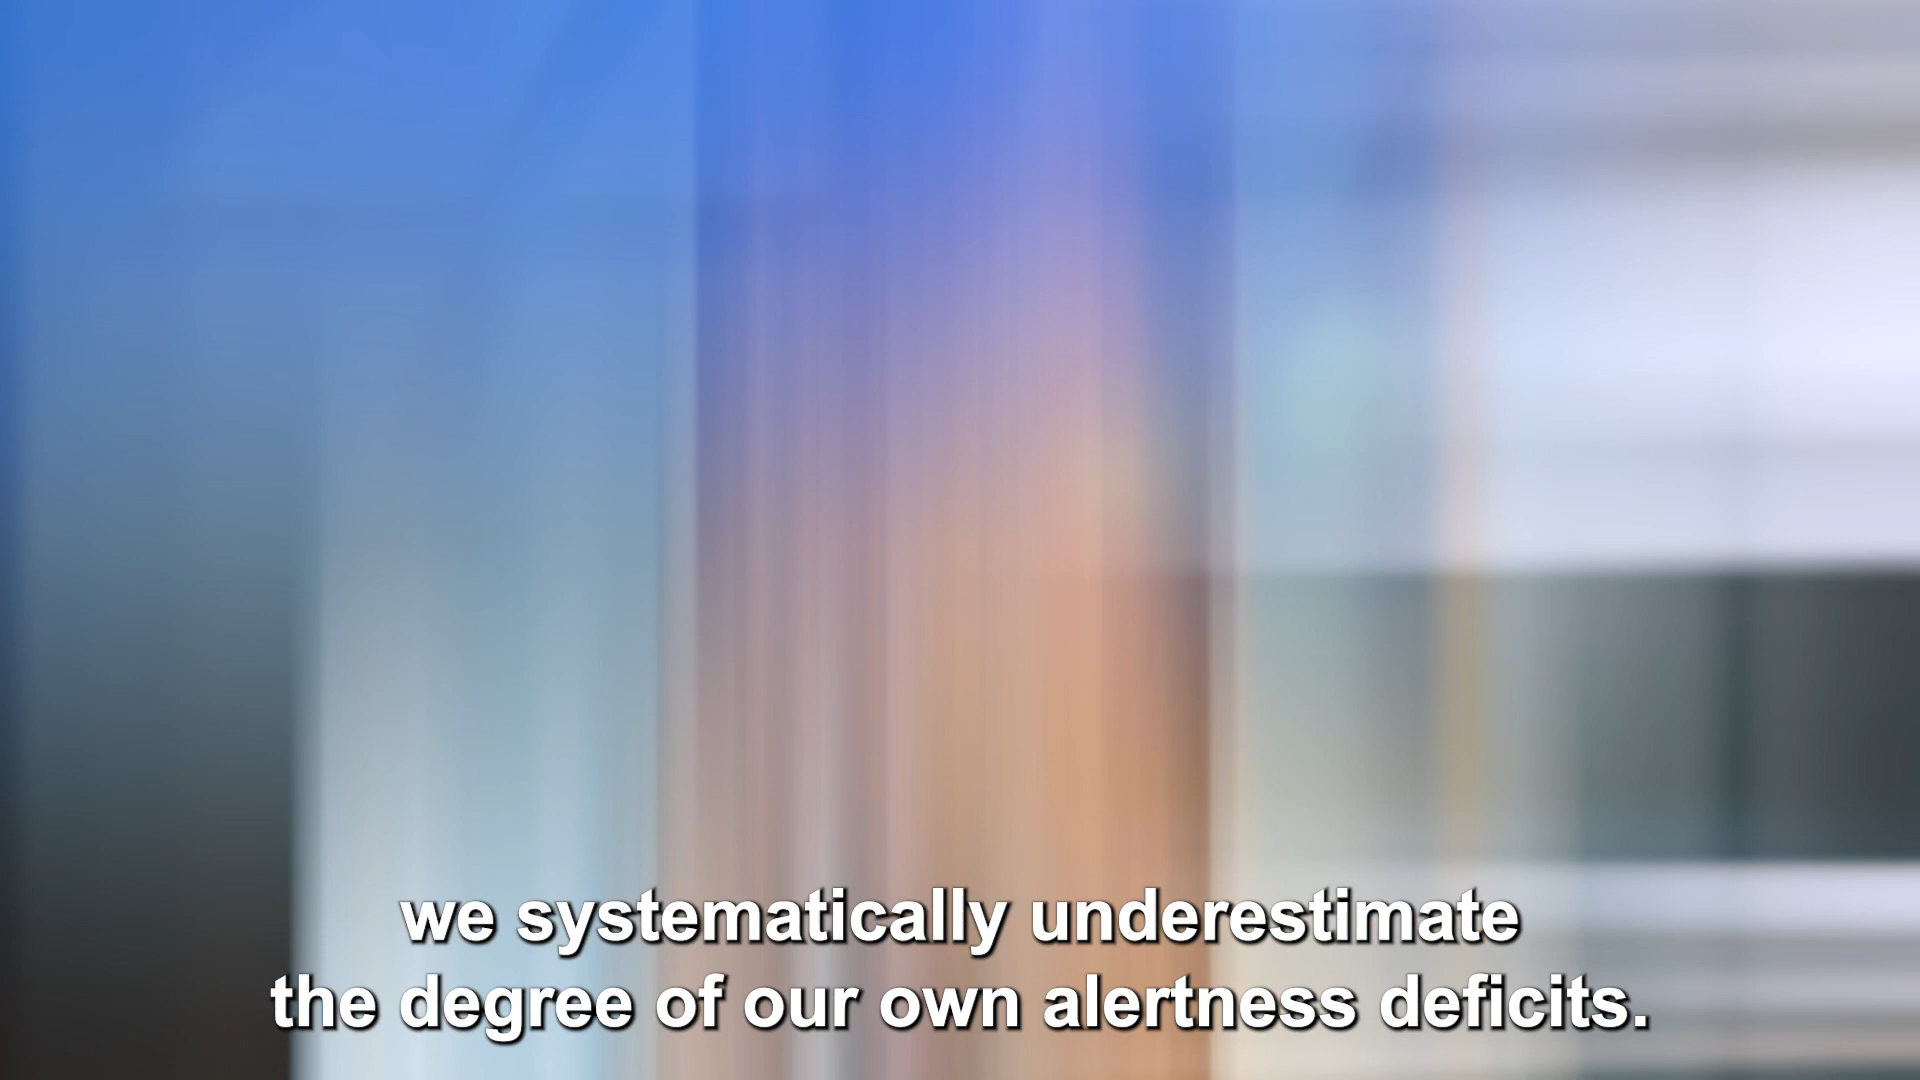 we systematically underestimate
the degree of our own alertness deficits.